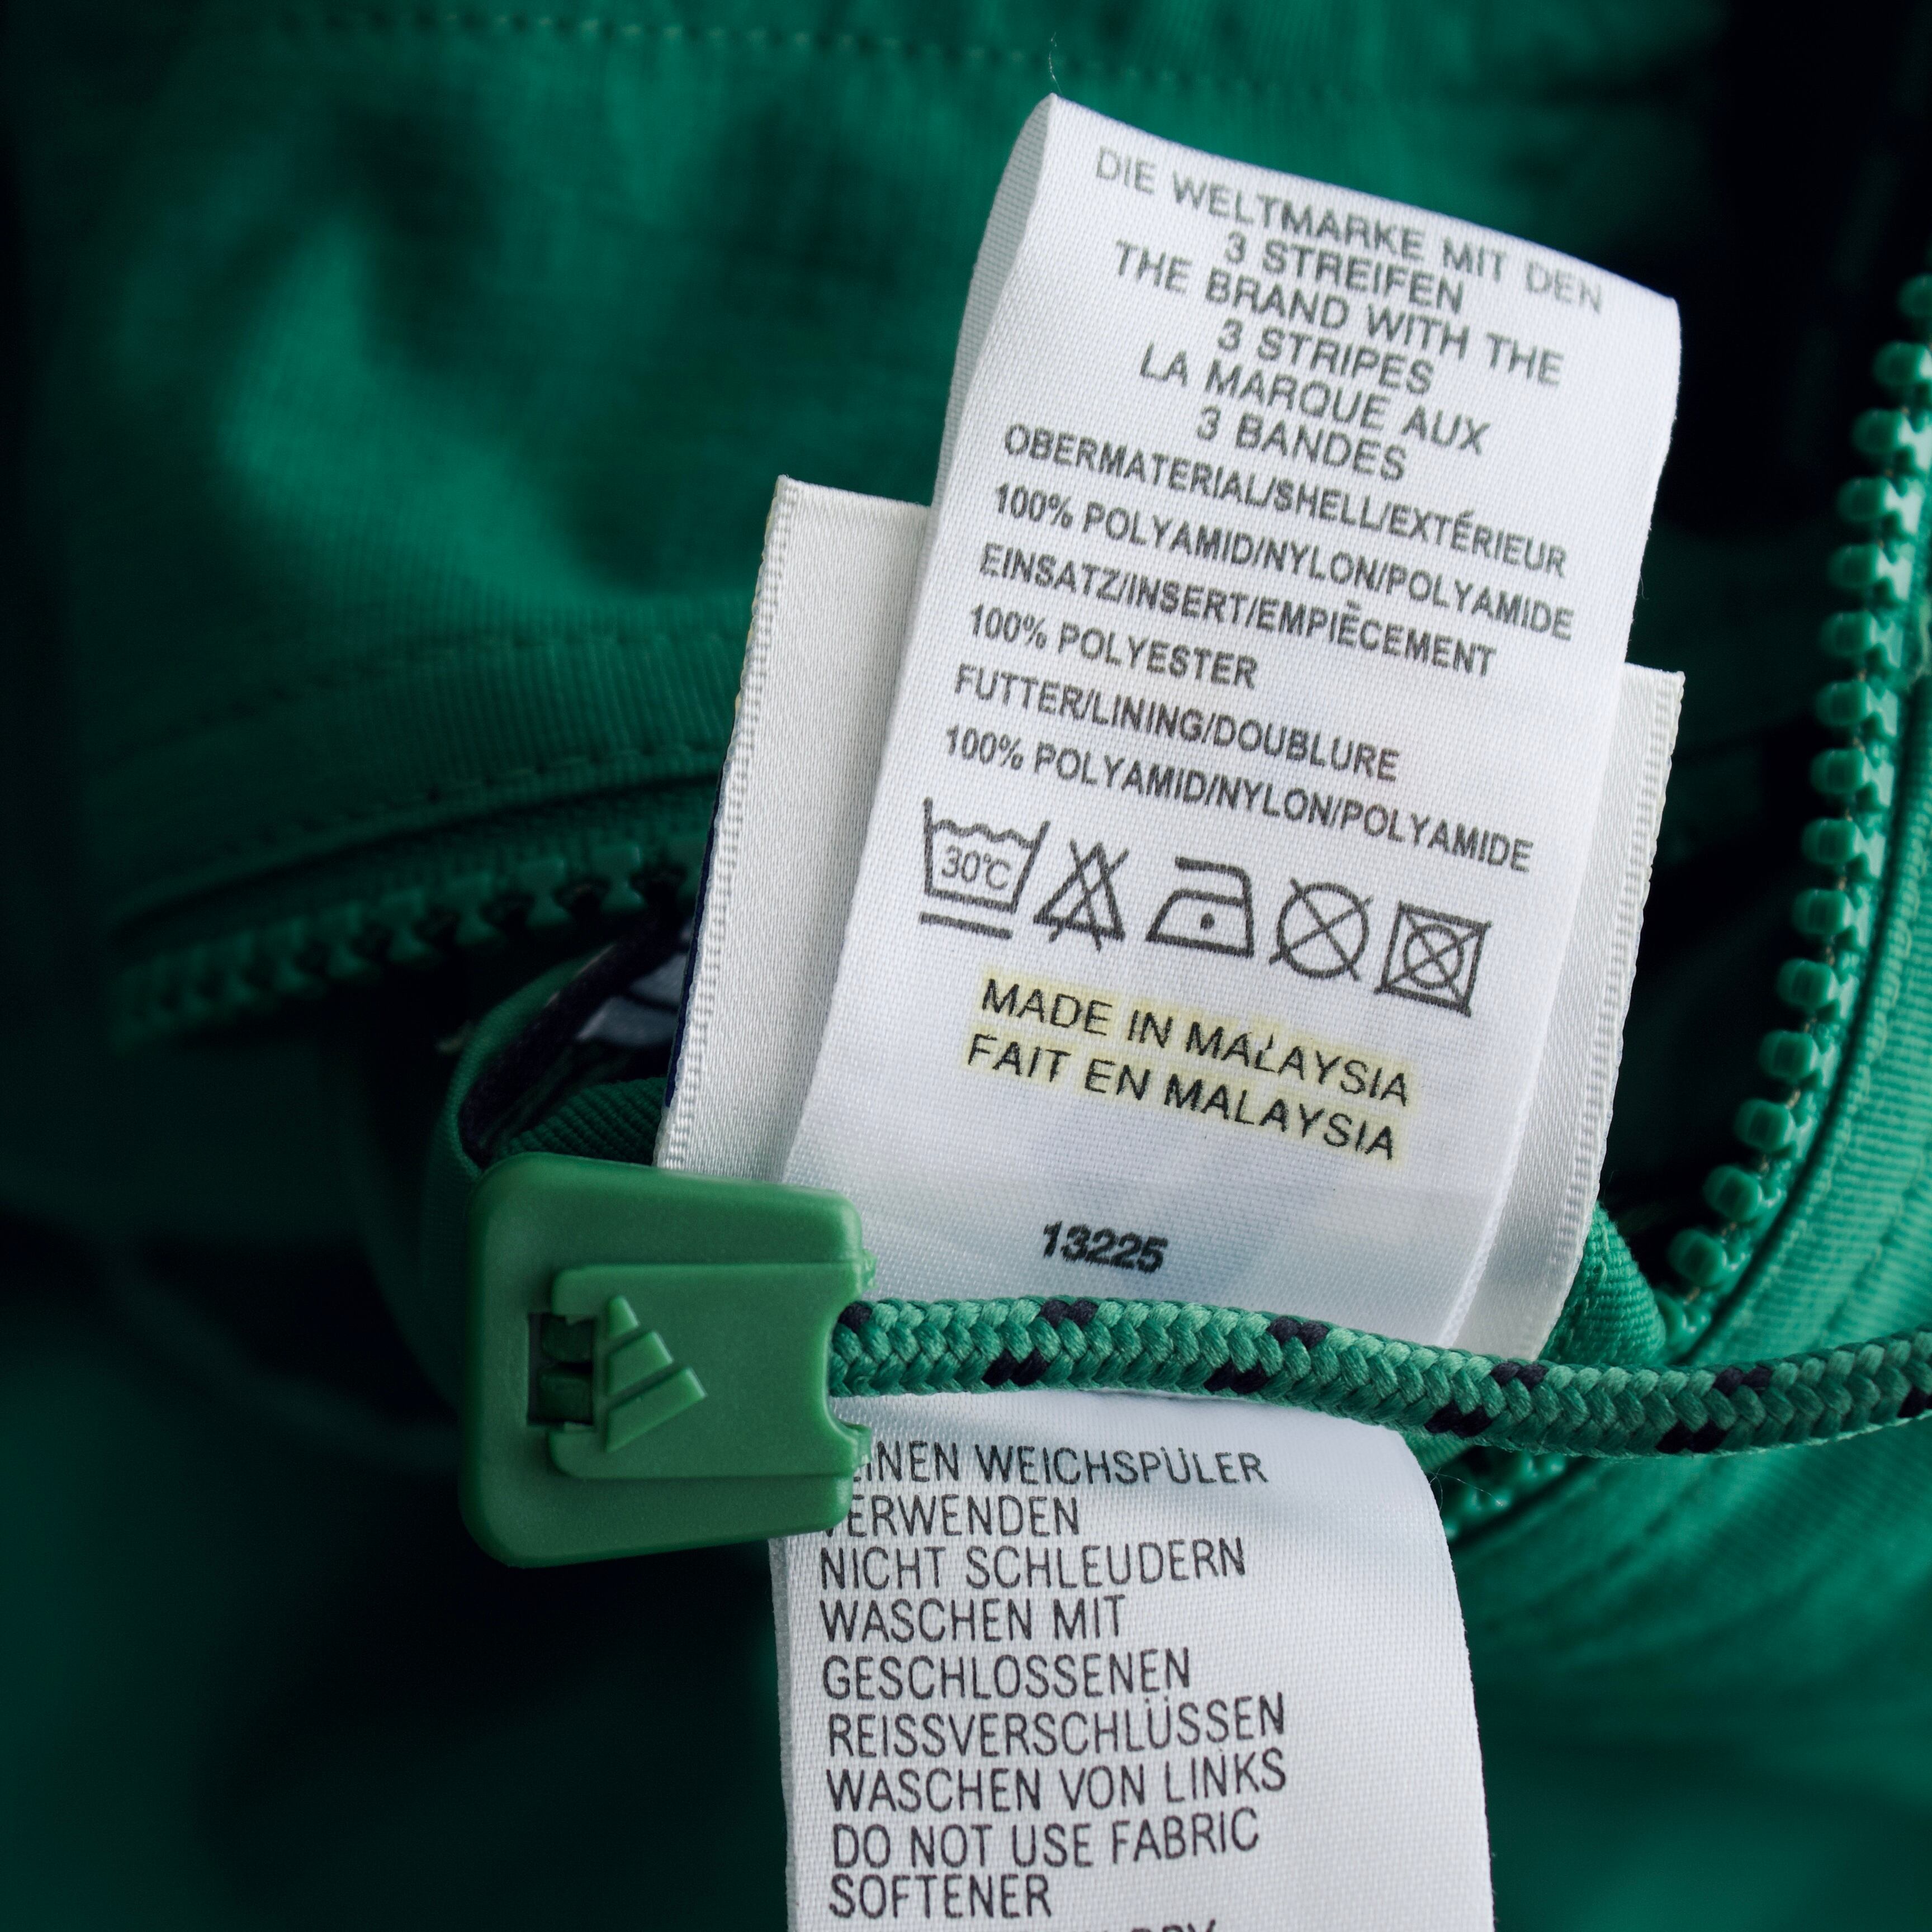 DIE WELTMARKE MIT DEN
3 STREIFEN
THE BRAND WITH THE
3 STRIPES
LA MARQUE AUX
3 BANDES
OBERMATERIAL/SHELL/EXTÉRIEUR
100% POLYAMID/NYLON/POLYAMIDE
EINSATZ/INSERT/EMPIÈCEMENT
100% POLYESTER
FUTTER/LINING/DOUBLURE
100% POLYAMID/NYLON/POLYAMIDE
30°C
MADE IN MALAYSIA
FAIT EN MALAYSIA
13225
WEICHSPÜLER
VERWENDEN
NICHT SCHLEUDERN
WASCHEN MIT
GESCHLOSSENEN
REISSVERSCHLÜSSEN
WASCHEN VON LINKS
DO NOT USE FABRIC
SOFTENER